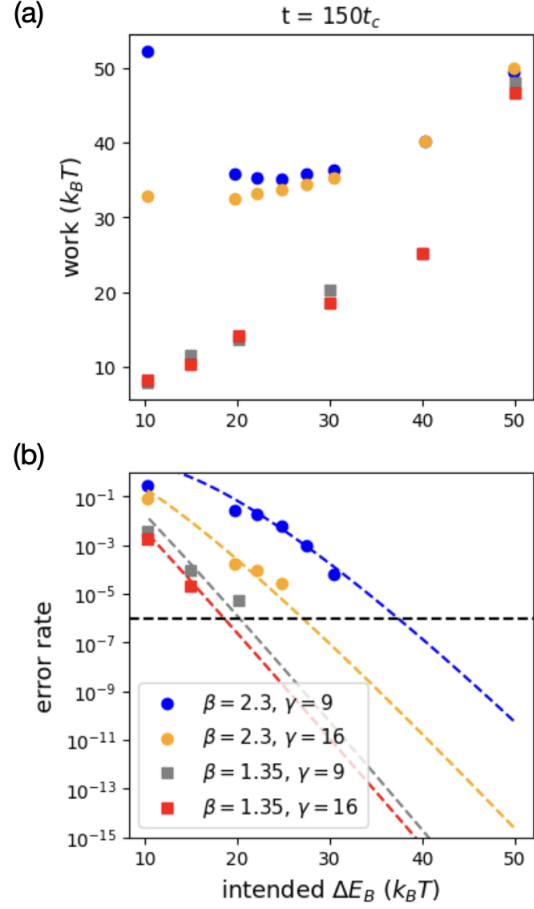 (a)
t = 150t_c
50
40
30
20
10
work (k_BT)
10 20 30 40 50
(b)
10⁻¹
10⁻³
10⁻⁵
10⁻⁷
10⁻⁹
10⁻¹¹
10⁻¹³
10⁻¹⁵
error rate
β = 2.3, γ = 9
β = 2.3, γ = 16
β = 1.35, γ = 9
β = 1.35, γ = 16
10 20 30 40 50
intended ΔE_B (k_BT)